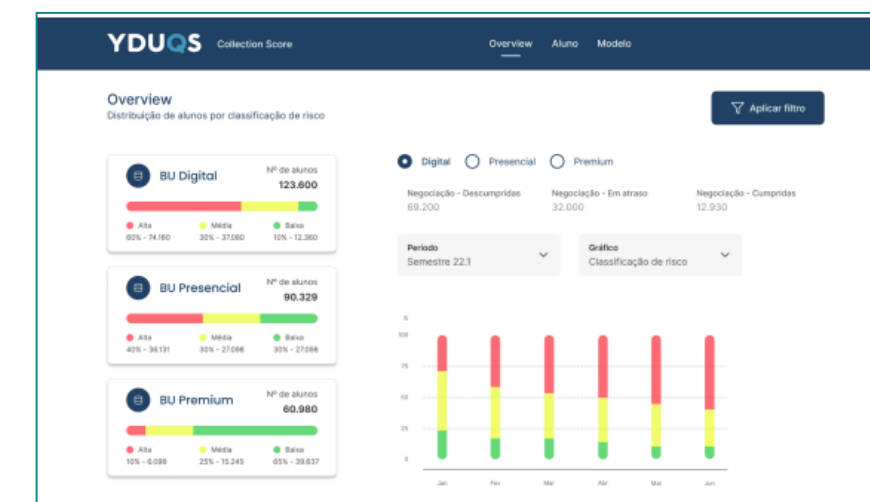 YDUQS Collection Score
Overview Aluno Modelo
Overview
Distribuição de alunos por classificação de risco
Aplicar filtro
BU Digital
Nº de alunos
123.600
Alta Média Baixa
60% - 74.160 30% - 37.080 10% - 12.360
BU Presencial
Nº de alunos
90.329
Alta Média Baixa
40% - 36.131 30% - 27.098 30% - 27.098
BU Premium
Nº de alunos
60.980
Alta Média Baixa
10% - 6.098 25% - 15.245 65% - 39.637
Digital Presencial Premium
Negociação - Descumpridas Negociação - Em atraso Negociação - Cumpridas
69.200 32.000 12.930
Período
Semestre 22.1
Gráfico
Classificação de risco
%
100
75
50
25
0
Jan Fev Mar Abr Mai Jun